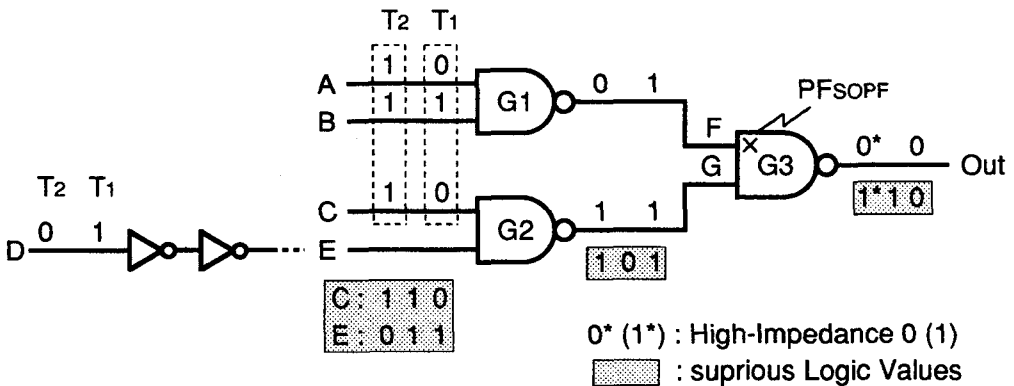 T2 T1
A 1 0
B 1 1
G1
0 1
PFSOPF
F
G
×
G3
0* 0
Out
1*1 0
T2 T1
D 0 1
C 1 0
E
G2
1 1
1 0 1
C : 1 1 0
E : 0 1 1
0* (1*) : High-Impedance 0 (1)
: suprious Logic Values